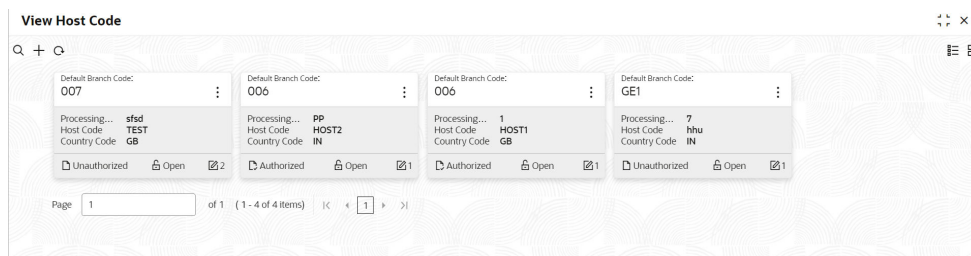 View Host Code
Default Branch Code:
007
Processing... sfsd
Host Code TEST
Country Code GB
Unauthorized Open 2
Default Branch Code:
006
Processing... PP
Host Code HOST2
Country Code IN
Authorized Open 1
Default Branch Code:
006
Processing... 1
Host Code HOST1
Country Code GB
Authorized Open 1
Default Branch Code:
GE1
Processing... 7
Host Code hhu
Country Code IN
Unauthorized Open 1
Page 1 of 1 (1 - 4 of 4 items) 1